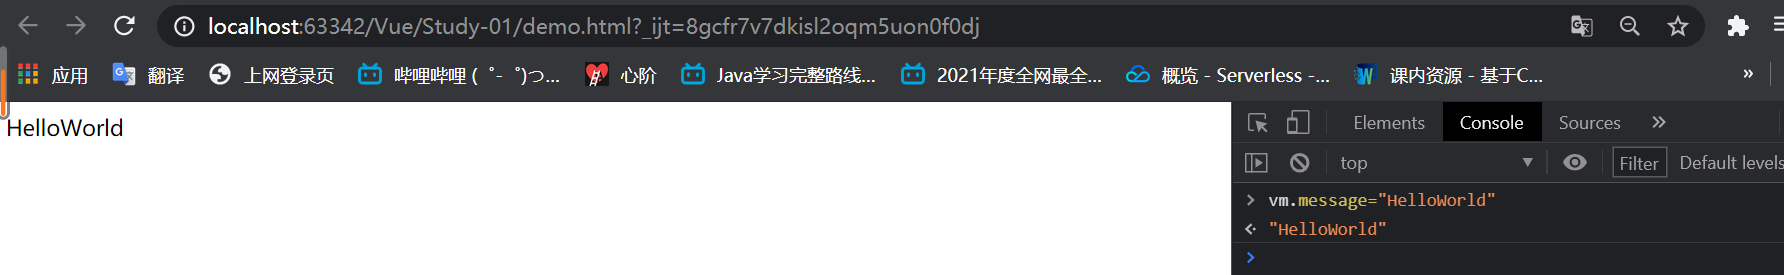 localhost:63342/Vue/Study-01/demo.html?_ijt=8gcfr7v7dkisl2oqm5uon0f0dj
应用 翻译 上网登录页 哔哩哔哩 (゜-゜)つ... 心阶 Java学习完整路线... 2021年度全网最全... 概览 - Serverless -... 课内资源 - 基于C... »
HelloWorld
Elements Console Sources »
top Filter Default levels
> vm.message="HelloWorld"
"HelloWorld"
>